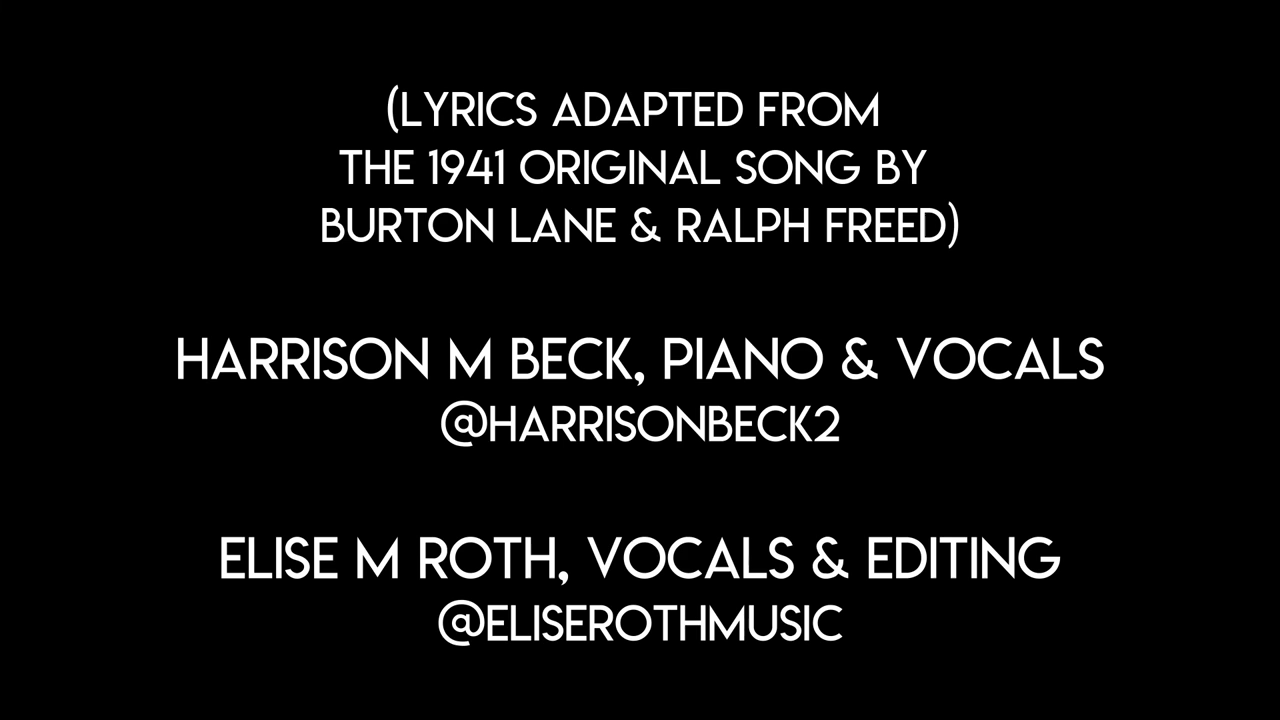 (LYRICS ADAPTED FROM
THE 1941 ORIGINAL SONG BY
BURTON LANE & RALPH FREED)
HARRISON M BECK, PIANO & VOCALS
@HARRISONBECK2
ELISE M ROTH, VOCALS & EDITING
@ELISEROTHMUSIC